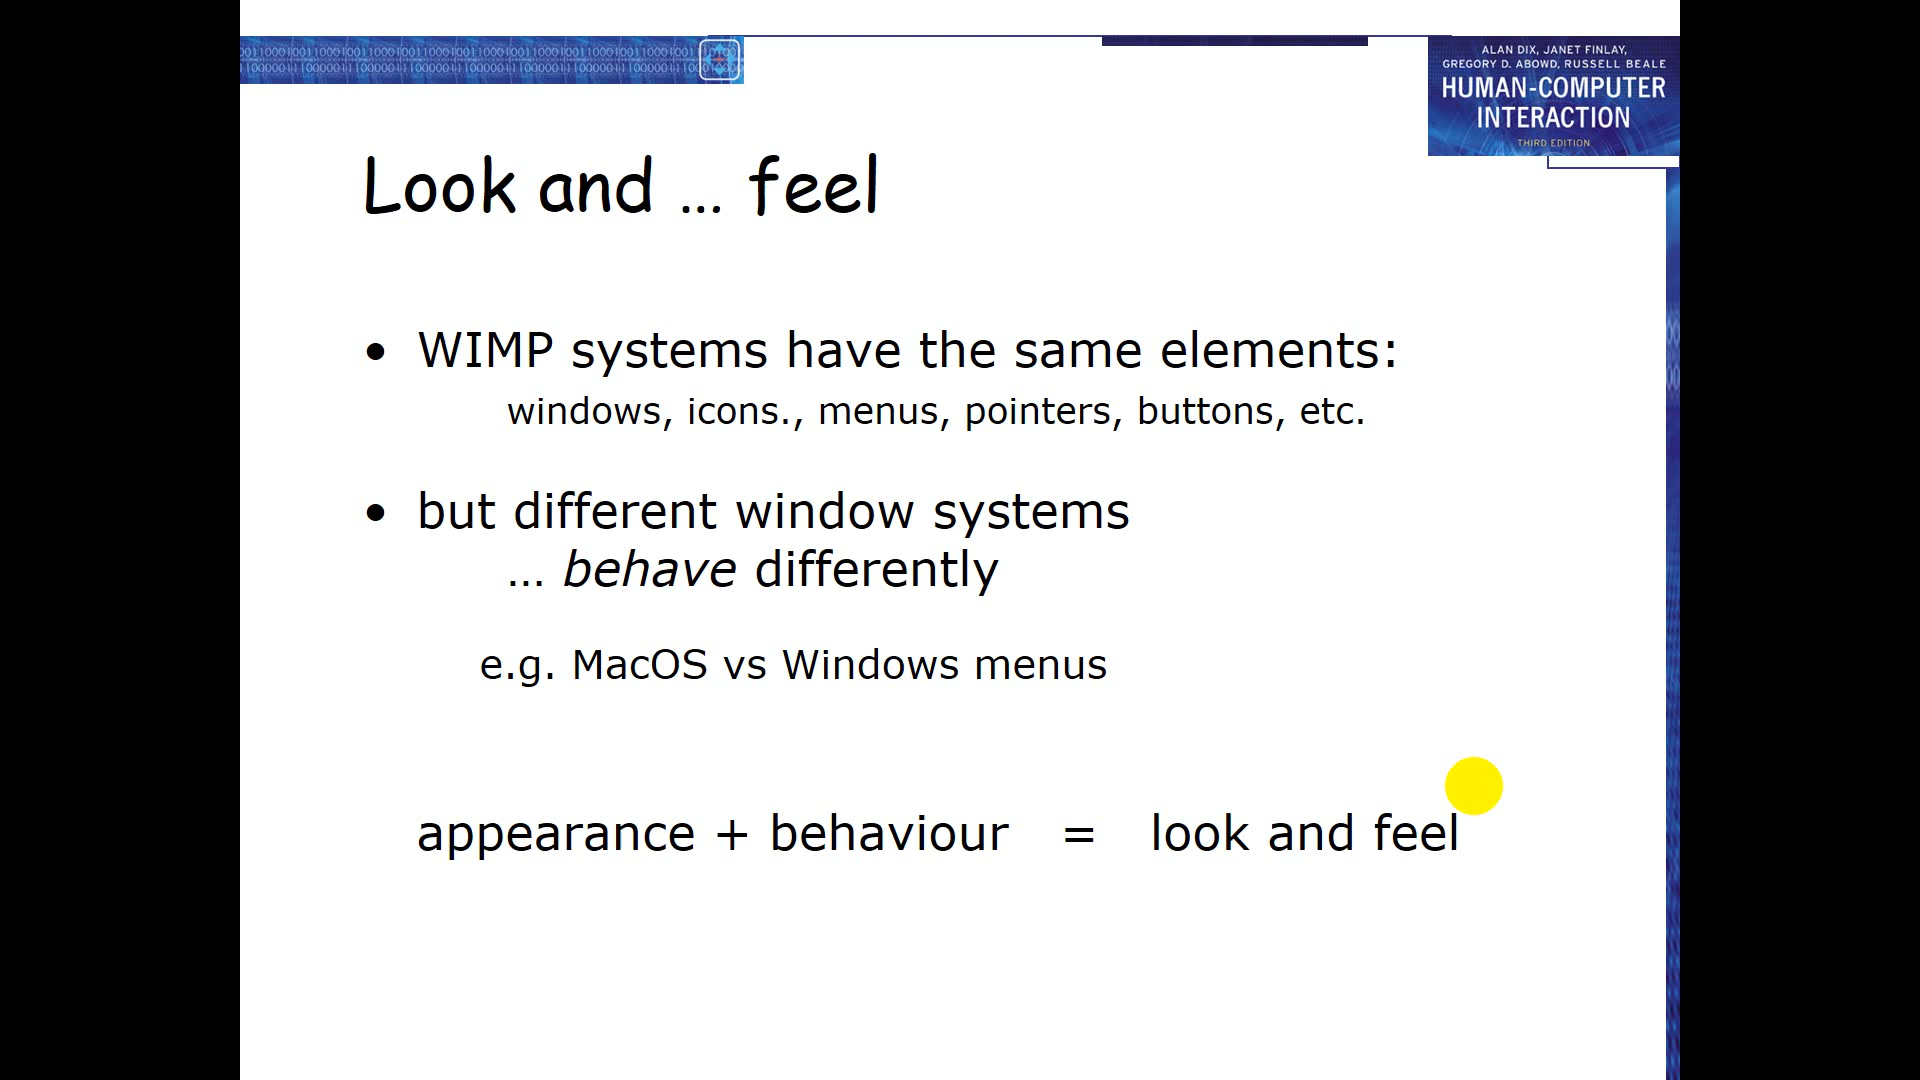 ALAN DIX, JANET FINLAY,
GREGORY D. ABOWD, RUSSELL BEALE
HUMAN-COMPUTER
INTERACTION
THIRD EDITION
Look and … feel
• WIMP systems have the same elements:
windows, icons., menus, pointers, buttons, etc.
• but different window systems
… behave differently
e.g. MacOS vs Windows menus
appearance + behaviour = look and feel